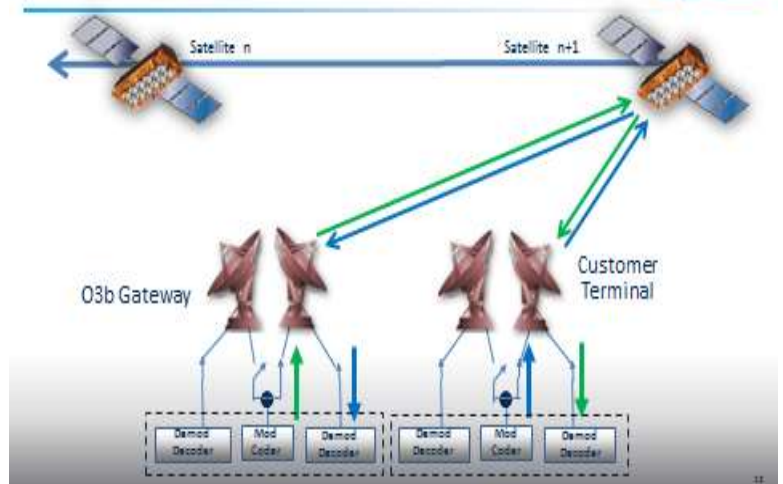 Satellite n
Satellite n+1
O3b Gateway
Customer
Terminal
Demod
Decoder
Mod
Coder
Demod
Decoder
Demod
Decoder
Mod
Coder
Demod
Decoder